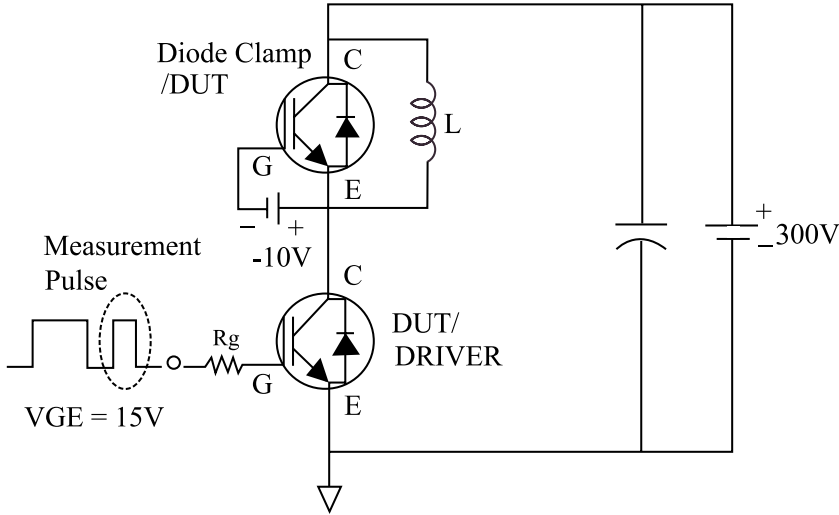 Diode Clamp
/DUT
C
L
G
E
− +
-10V
+
− 300V
Measurement
Pulse
C
Rg
DUT/
DRIVER
G
E
VGE = 15V